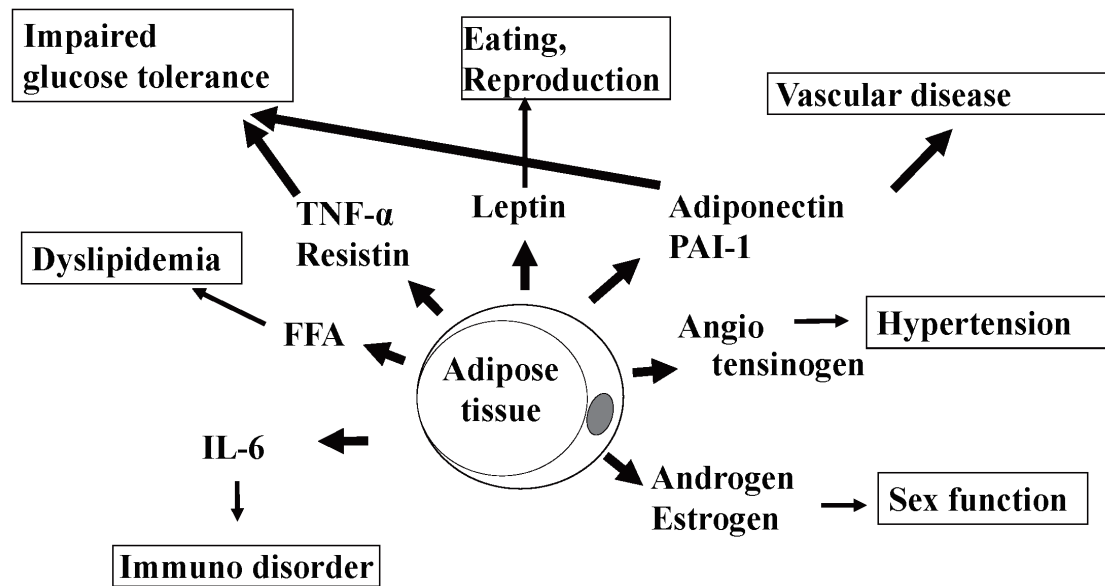 Impaired
glucose tolerance
Eating,
Reproduction
Vascular disease
TNF-α
Resistin
Leptin
Adiponectin
PAI-1
Dyslipidemia
FFA
Angio
tensinogen
Hypertension
Adipose
tissue
IL-6
Androgen
Estrogen
Sex function
Immuno disorder